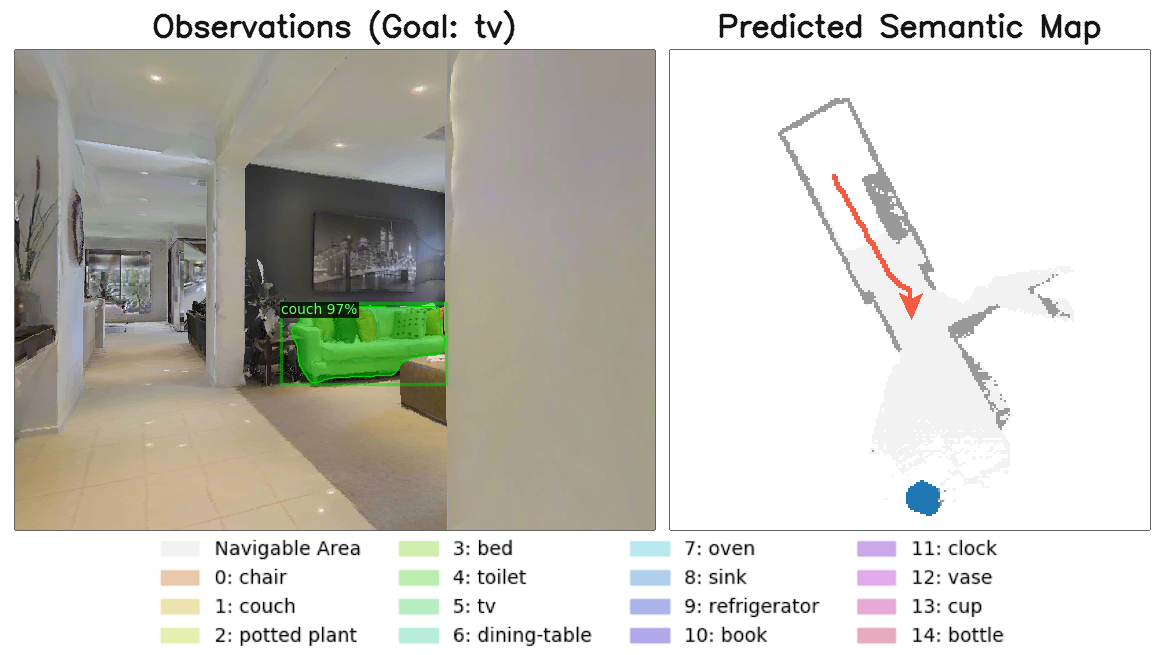 Observations (Goal: tv)
Predicted Semantic Map
couch 97%
Navigable Area
0: chair
1: couch
2: potted plant
3: bed
4: toilet
5: tv
6: dining-table
7: oven
8: sink
9: refrigerator
10: book
11: clock
12: vase
13: cup
14: bottle